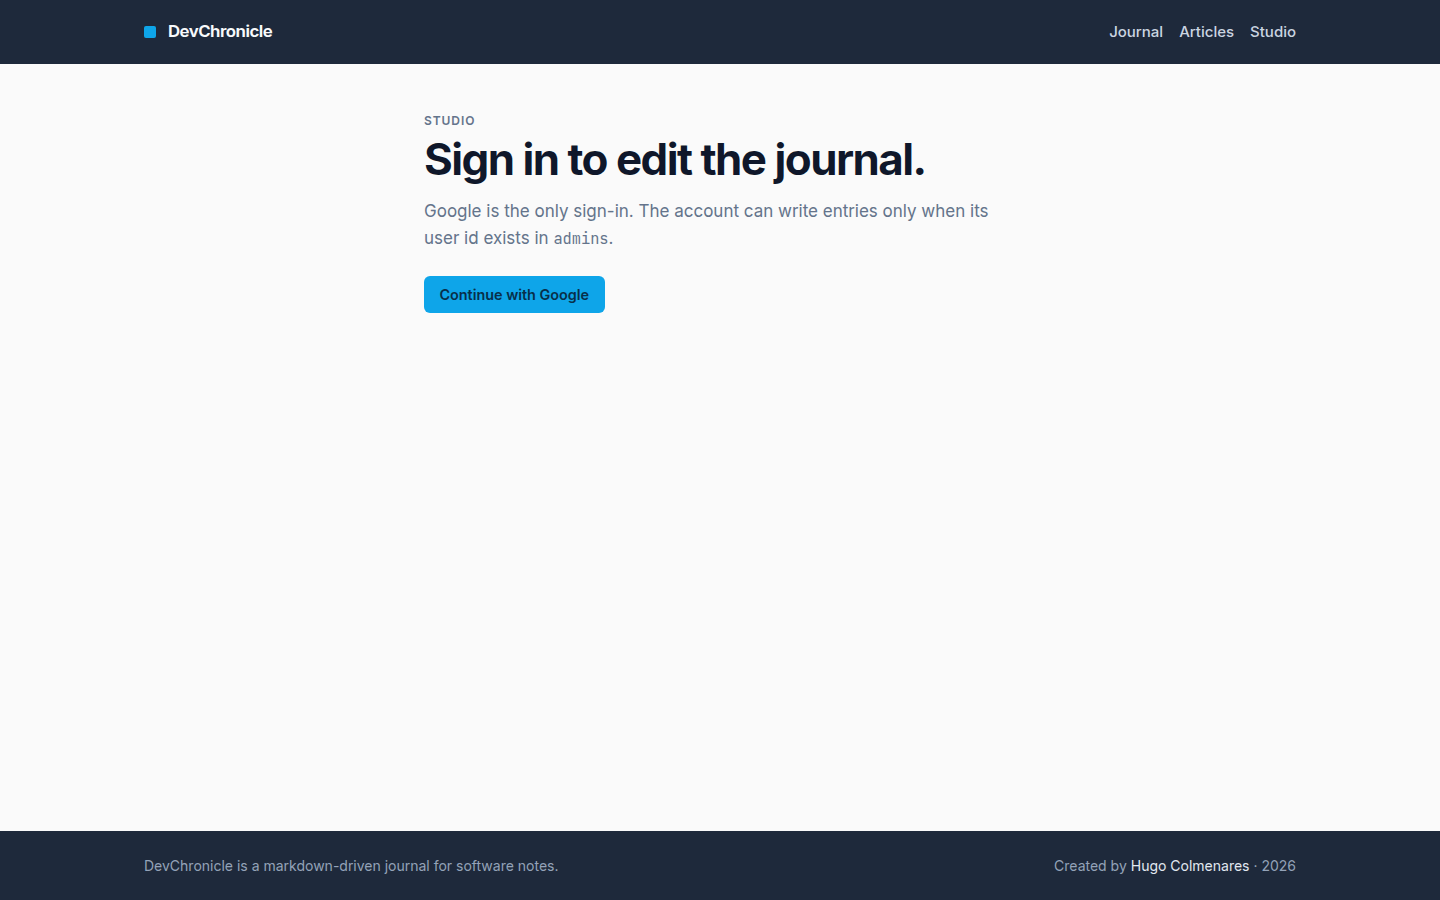 DevChronicle
Journal Articles Studio
STUDIO
Sign in to edit the journal.
Google is the only sign-in. The account can write entries only when its
user id exists in admins.
Continue with Google
DevChronicle is a markdown-driven journal for software notes.
Created by Hugo Colmenares · 2026